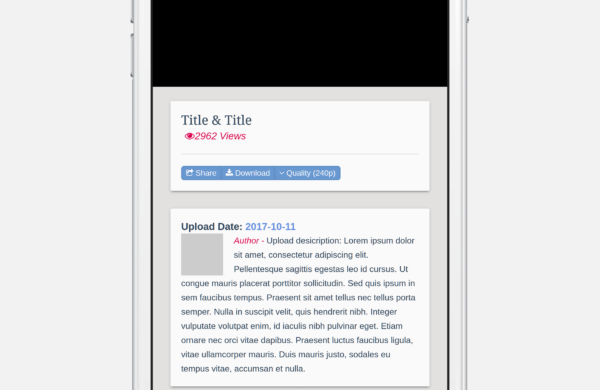 Title & Title
2962 Views
Share Download Quality (240p)
Upload Date: 2017-10-11
Author - Upload desicription: Lorem ipsum dolor
sit amet, consectetur adipiscing elit.
Pellentesque sagittis egestas leo id cursus. Ut
congue mauris placerat porttitor sollicitudin. Sed quis ipsum in
sem faucibus tempus. Praesent sit amet tellus nec tellus porta
semper. Nulla in suscipit velit, quis hendrerit nibh. Integer
vulputate volutpat enim, id iaculis nibh pulvinar eget. Etiam
ornare nec orci vitae dapibus. Praesent luctus faucibus ligula,
vitae ullamcorper mauris. Duis mauris justo, sodales eu
tempus vitae, accumsan et nulla.